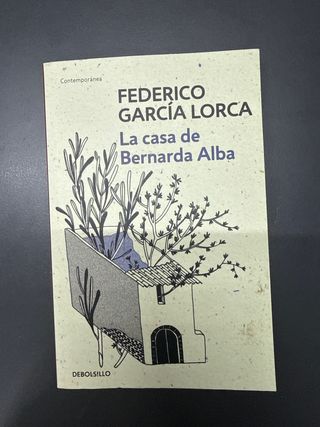 Contemporánea
FEDERICO
GARCÍA LORCA
La casa de
Bernarda Alba
DEBOLSILLO